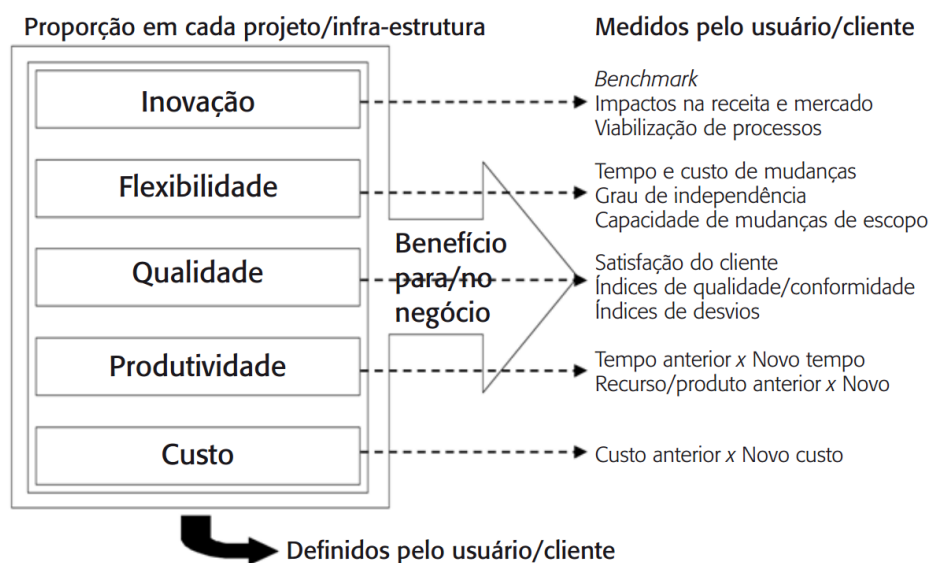 Proporção em cada projeto/infra-estrutura
Medidos pelo usuário/cliente
Inovação
Benchmark
Impactos na receita e mercado
Viabilização de processos
Flexibilidade
Tempo e custo de mudanças
Grau de independência
Capacidade de mudanças de escopo
Benefício
para/no
negócio
Qualidade
Satisfação do cliente
Índices de qualidade/conformidade
Índices de desvios
Produtividade
Tempo anterior x Novo tempo
Recurso/produto anterior x Novo
Custo
Custo anterior x Novo custo
Definidos pelo usuário/cliente